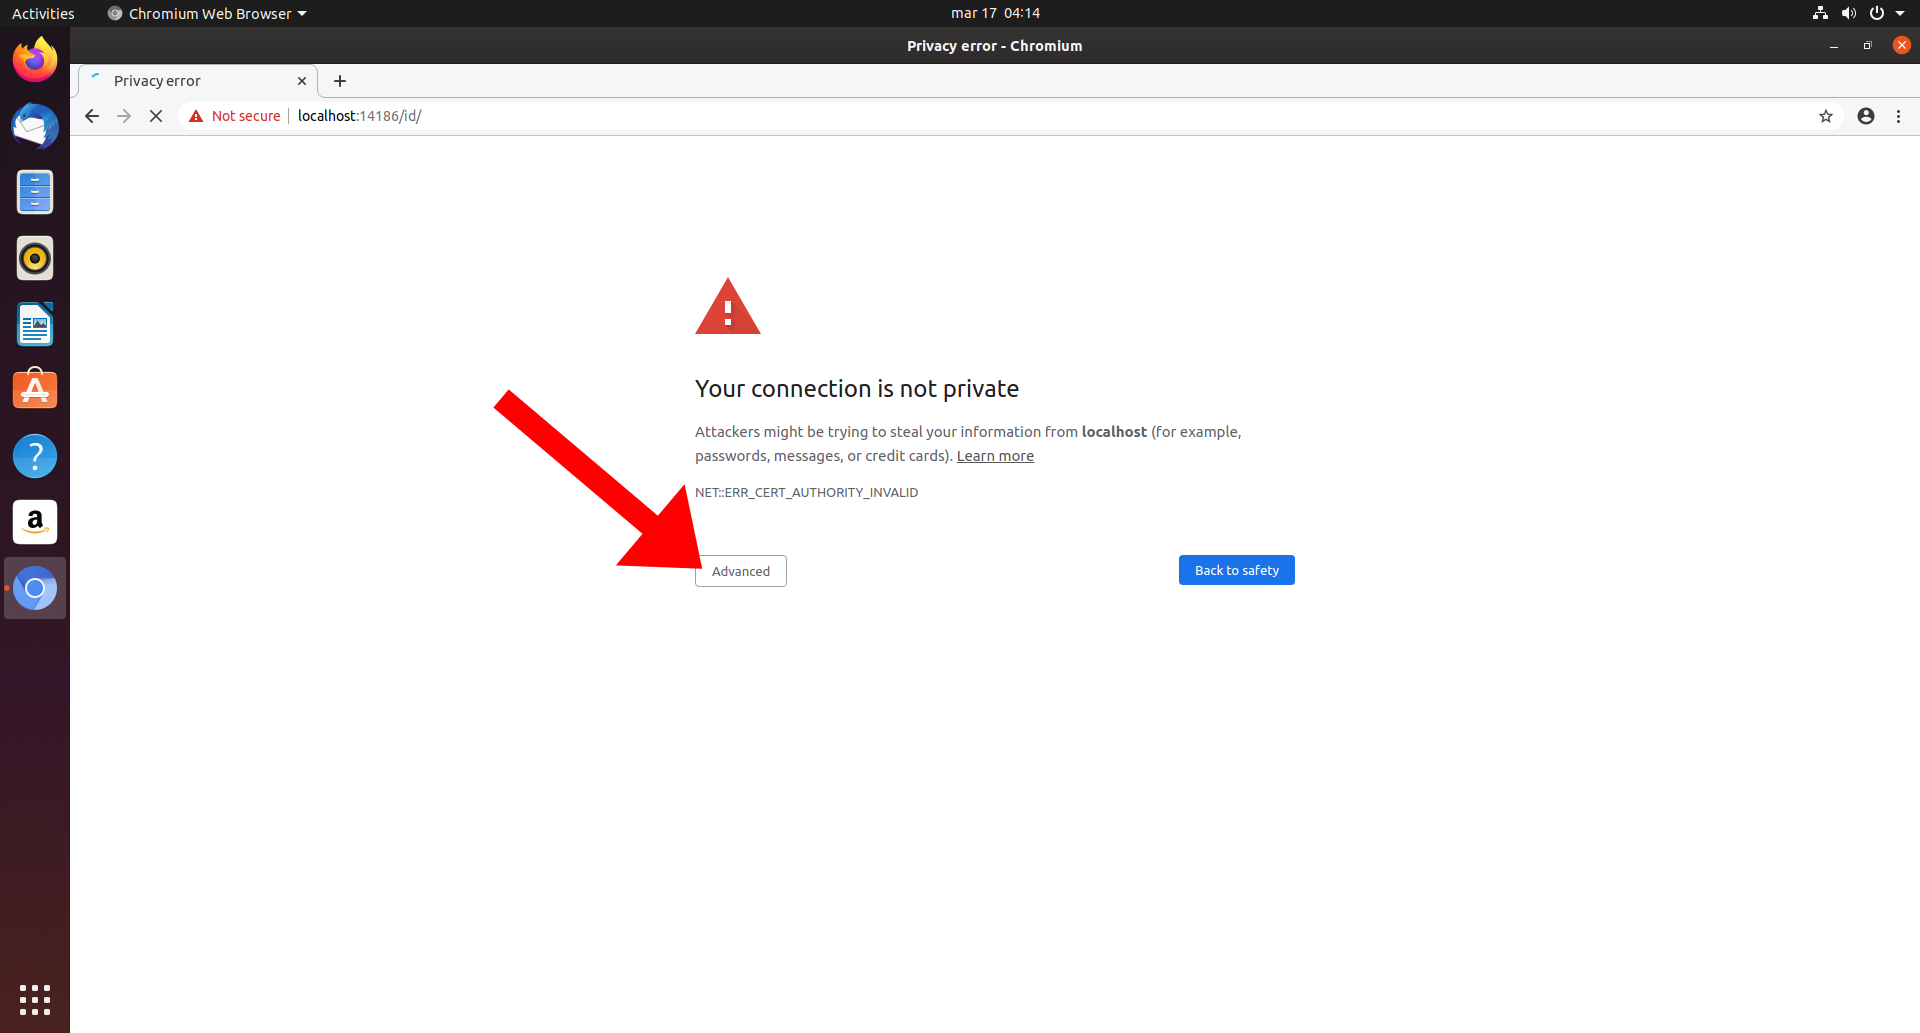 Activities
Chromium Web Browser
mar 17 04:14
Privacy error - Chromium
Privacy error
Not secure
localhost:14186/id/
Your connection is not private
Attackers might be trying to steal your information from localhost (for example,
passwords, messages, or credit cards). Learn more
NET::ERR_CERT_AUTHORITY_INVALID
Advanced
Back to safety